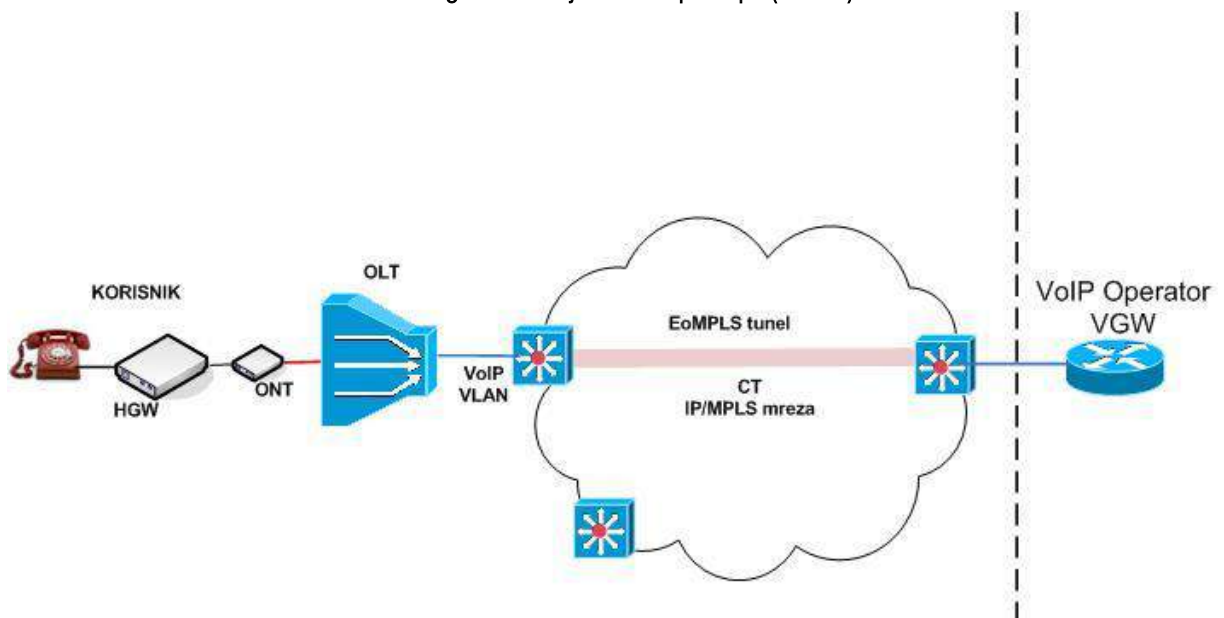 KORISNIK
HGW
ONT
OLT
VoIP
VLAN
EoMPLS tunel
CT
IP/MPLS mreza
VoIP Operator
VGW